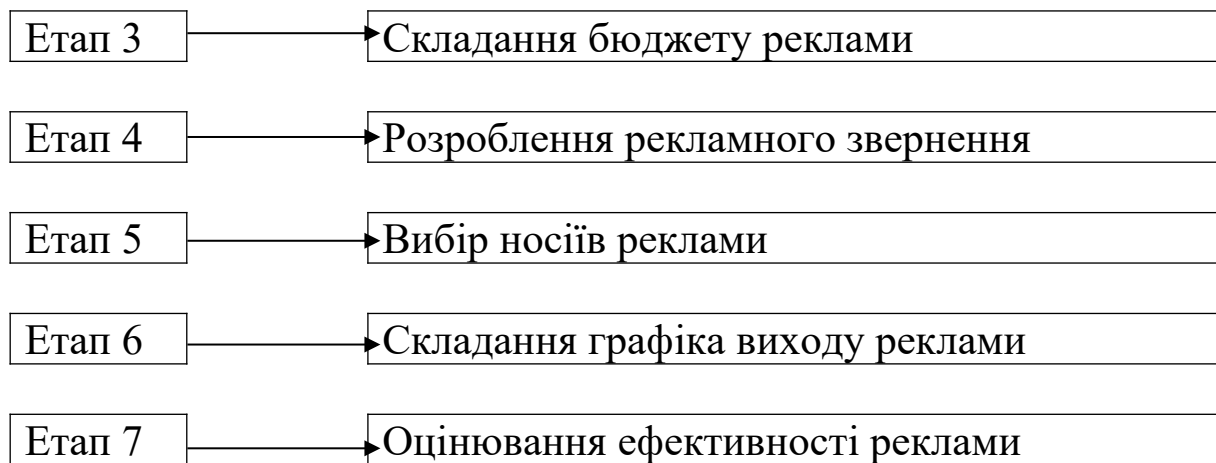 Етап 3 Складання бюджету реклами
Етап 4 Розроблення рекламного звернення
Етап 5 Вибір носіїв реклами
Етап 6 Складання графіка виходу реклами
Етап 7 Оцінювання ефективності реклами